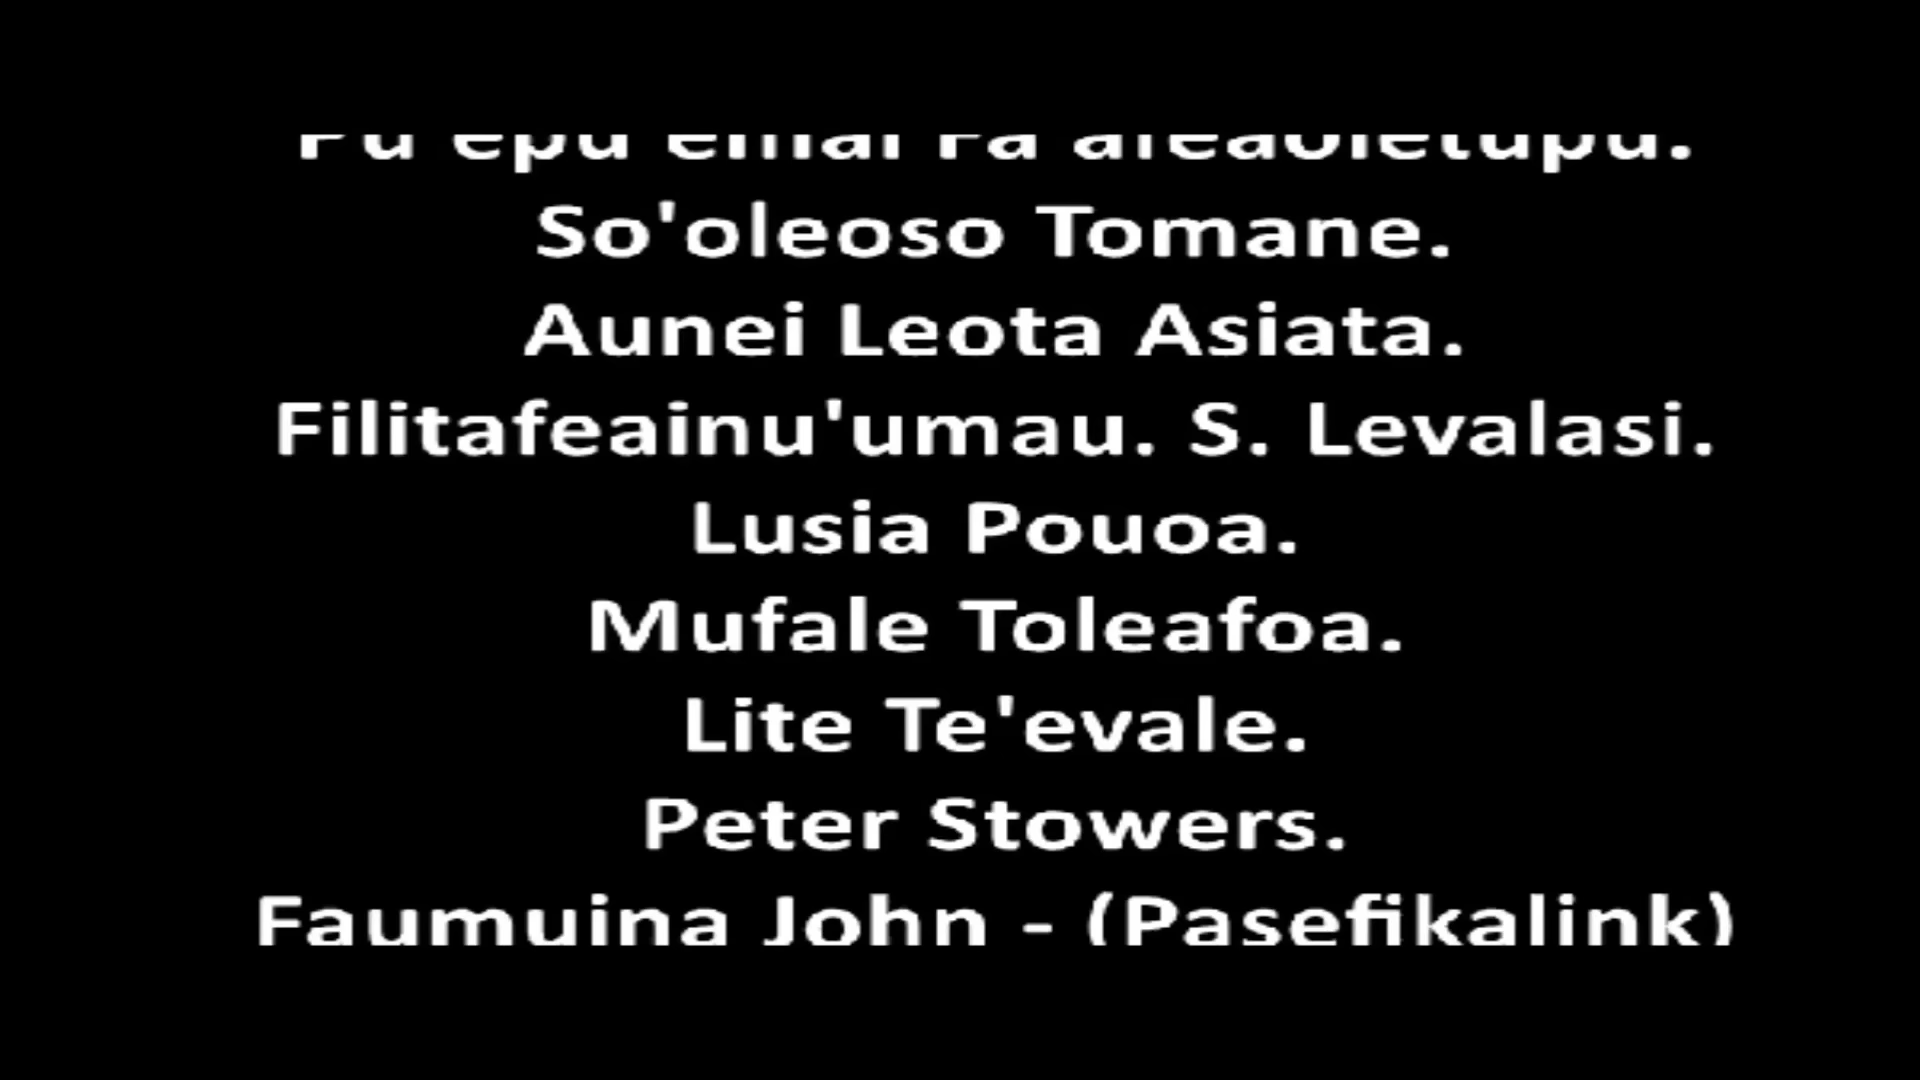 So'oleoso Tomane.
Aunei Leota Asiata.
Filitafeainu'umau. S. Levalasi.
Lusia Pouoa.
Mufale Toleafoa.
Lite Te'evale.
Peter Stowers.
Faumuina John - (Pasefikalink)